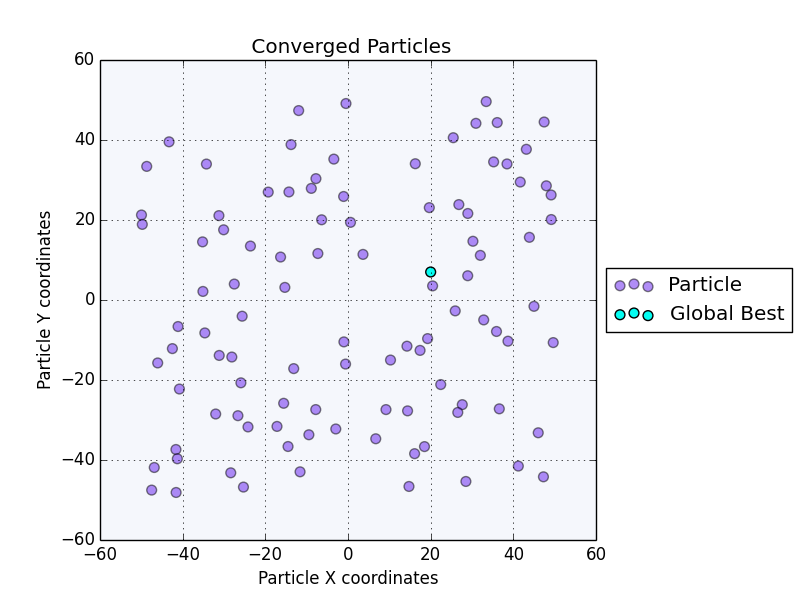 Converged Particles
60
40
20
0
−20
−40
−60
Particle Y coordinates
−60 −40 −20 0 20 40 60
Particle X coordinates
Particle
Global Best